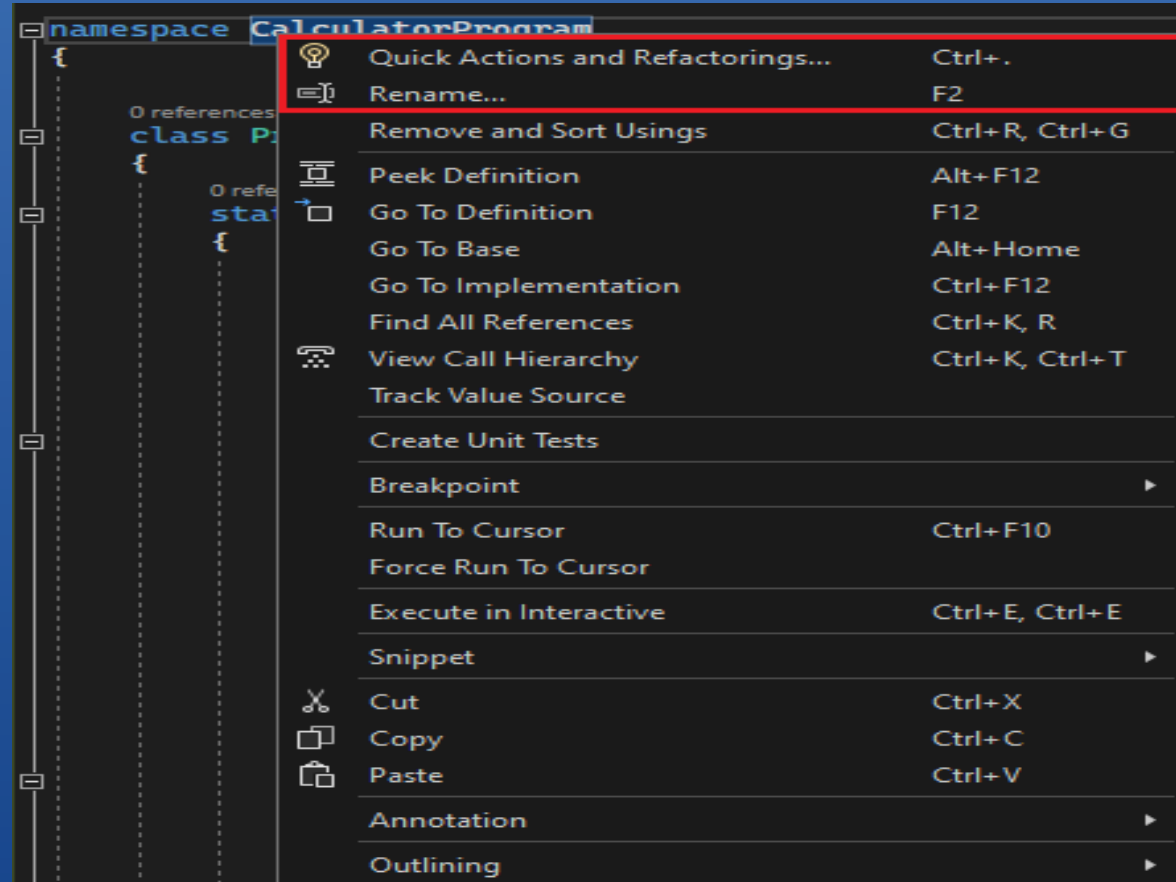 namespace CalculatorProgram
{
0 references
class
{
0
{
Quick Actions and Refactorings... Ctrl+.
Rename... F2
Remove and Sort Usings Ctrl+R, Ctrl+G
Peek Definition Alt+F12
Go To Definition F12
Go To Base Alt+Home
Go To Implementation Ctrl+F12
Find All References Ctrl+K, R
View Call Hierarchy Ctrl+K, Ctrl+T
Track Value Source
Create Unit Tests
Breakpoint
Run To Cursor Ctrl+F10
Force Run To Cursor
Execute in Interactive Ctrl+E, Ctrl+E
Snippet
Cut Ctrl+X
Copy Ctrl+C
Paste Ctrl+V
Annotation
Outlining